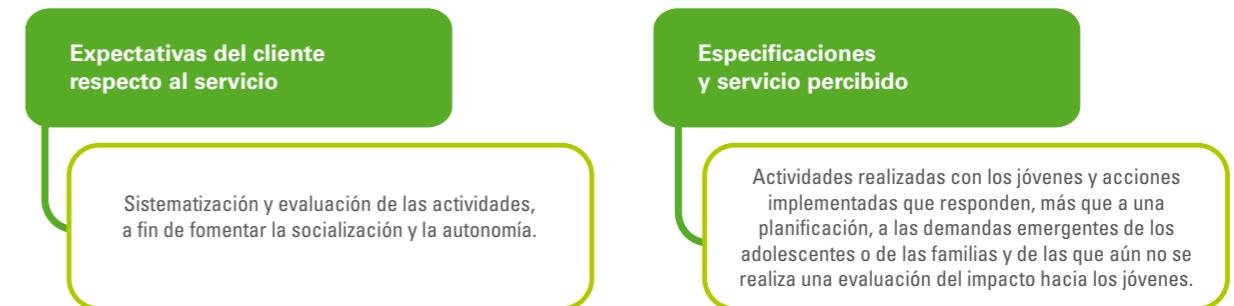 Expectativas del cliente
respecto al servicio
Sistematización y evaluación de las actividades,
a fin de fomentar la socialización y la autonomía.
Especificaciones
y servicio percibido
Actividades realizadas con los jóvenes y acciones
implementadas que responden, más que a una
planificación, a las demandas emergentes de los
adolescentes o de las familias y de las que aún no se
realiza una evaluación del impacto hacia los jóvenes.